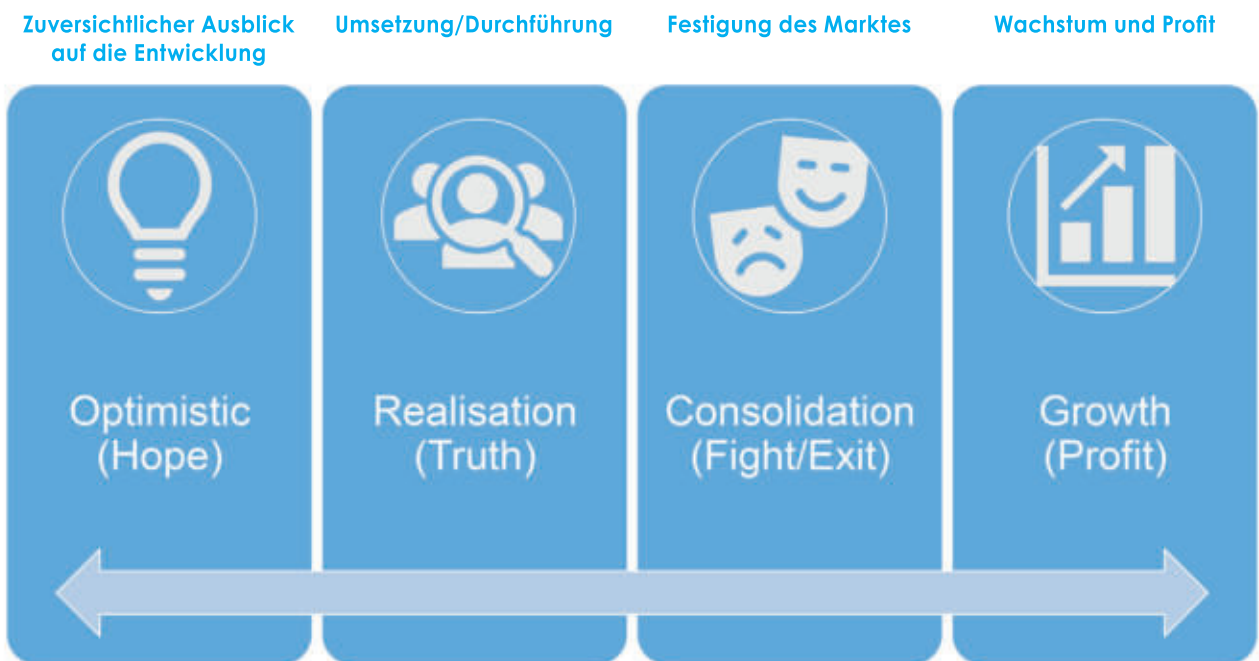 Zuversichtlicher Ausblick
auf die Entwicklung
Umsetzung/Durchführung
Festigung des Marktes
Wachstum und Profit
Optimistic
(Hope)
Realisation
(Truth)
Consolidation
(Fight/Exit)
Growth
(Profit)